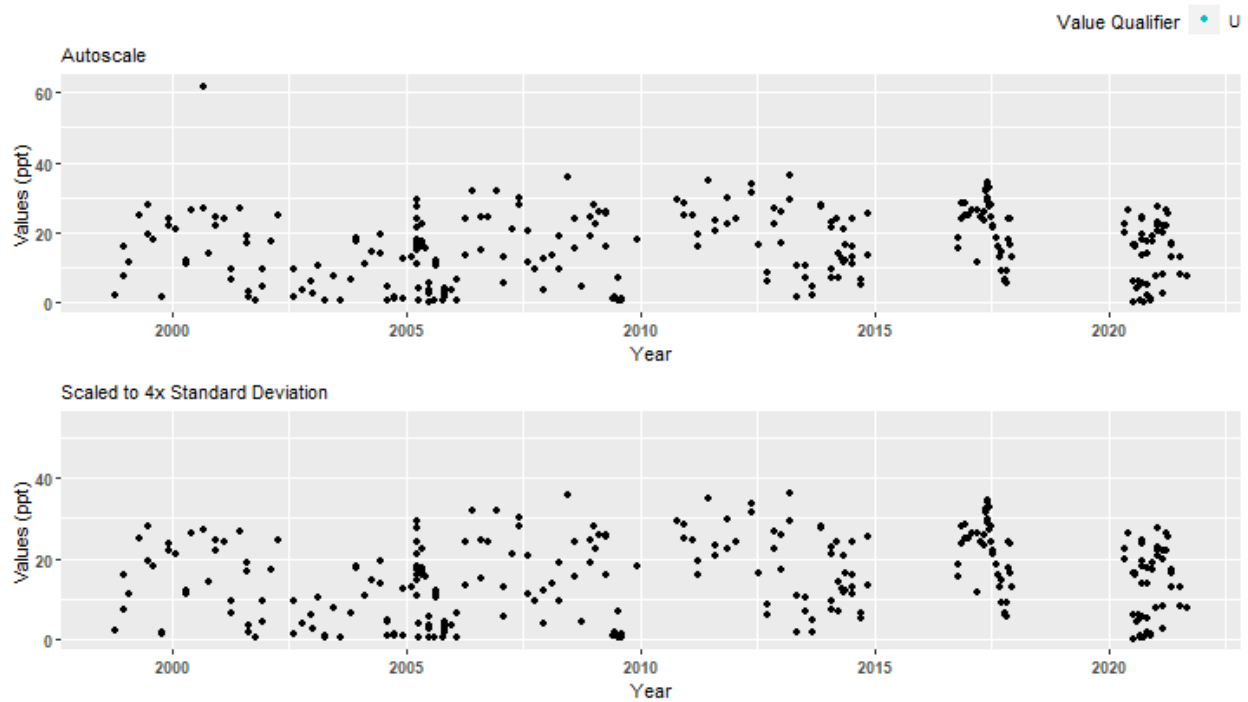 Value Qualifier U
Autoscale
Values (ppt)
60
40
20
0
2000 2005 2010 2015 2020
Year
Scaled to 4x Standard Deviation
Values (ppt)
40
20
0
2000 2005 2010 2015 2020
Year